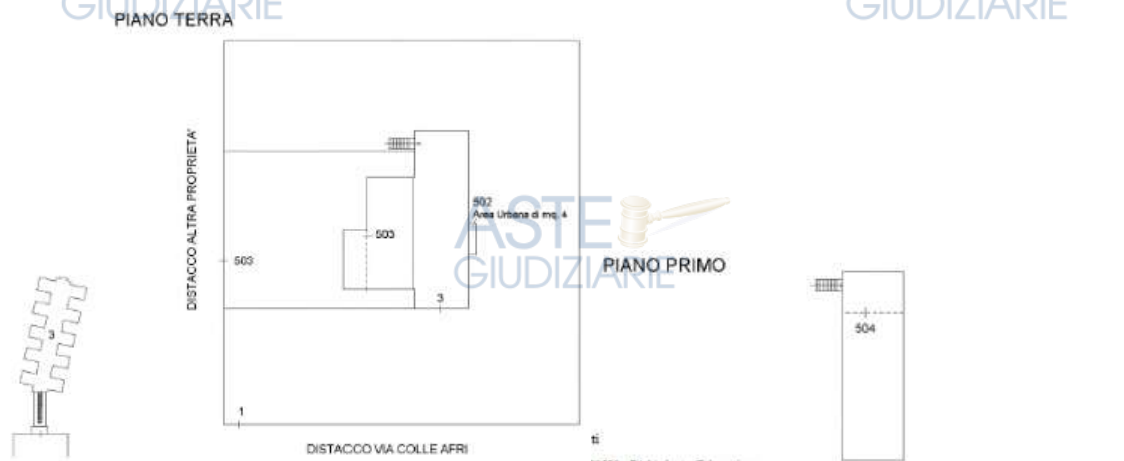 GIUDIZIARIE
GIUDIZIARIE
PIANO TERRA
DISTACCO ALTRA PROPRIETA'
502
Area Urbana di mq. 4
503
503
3
1
DISTACCO VIA COLLE AFRI
ASTE
GIUDIZIARIE
PIANO PRIMO
504
3
ti